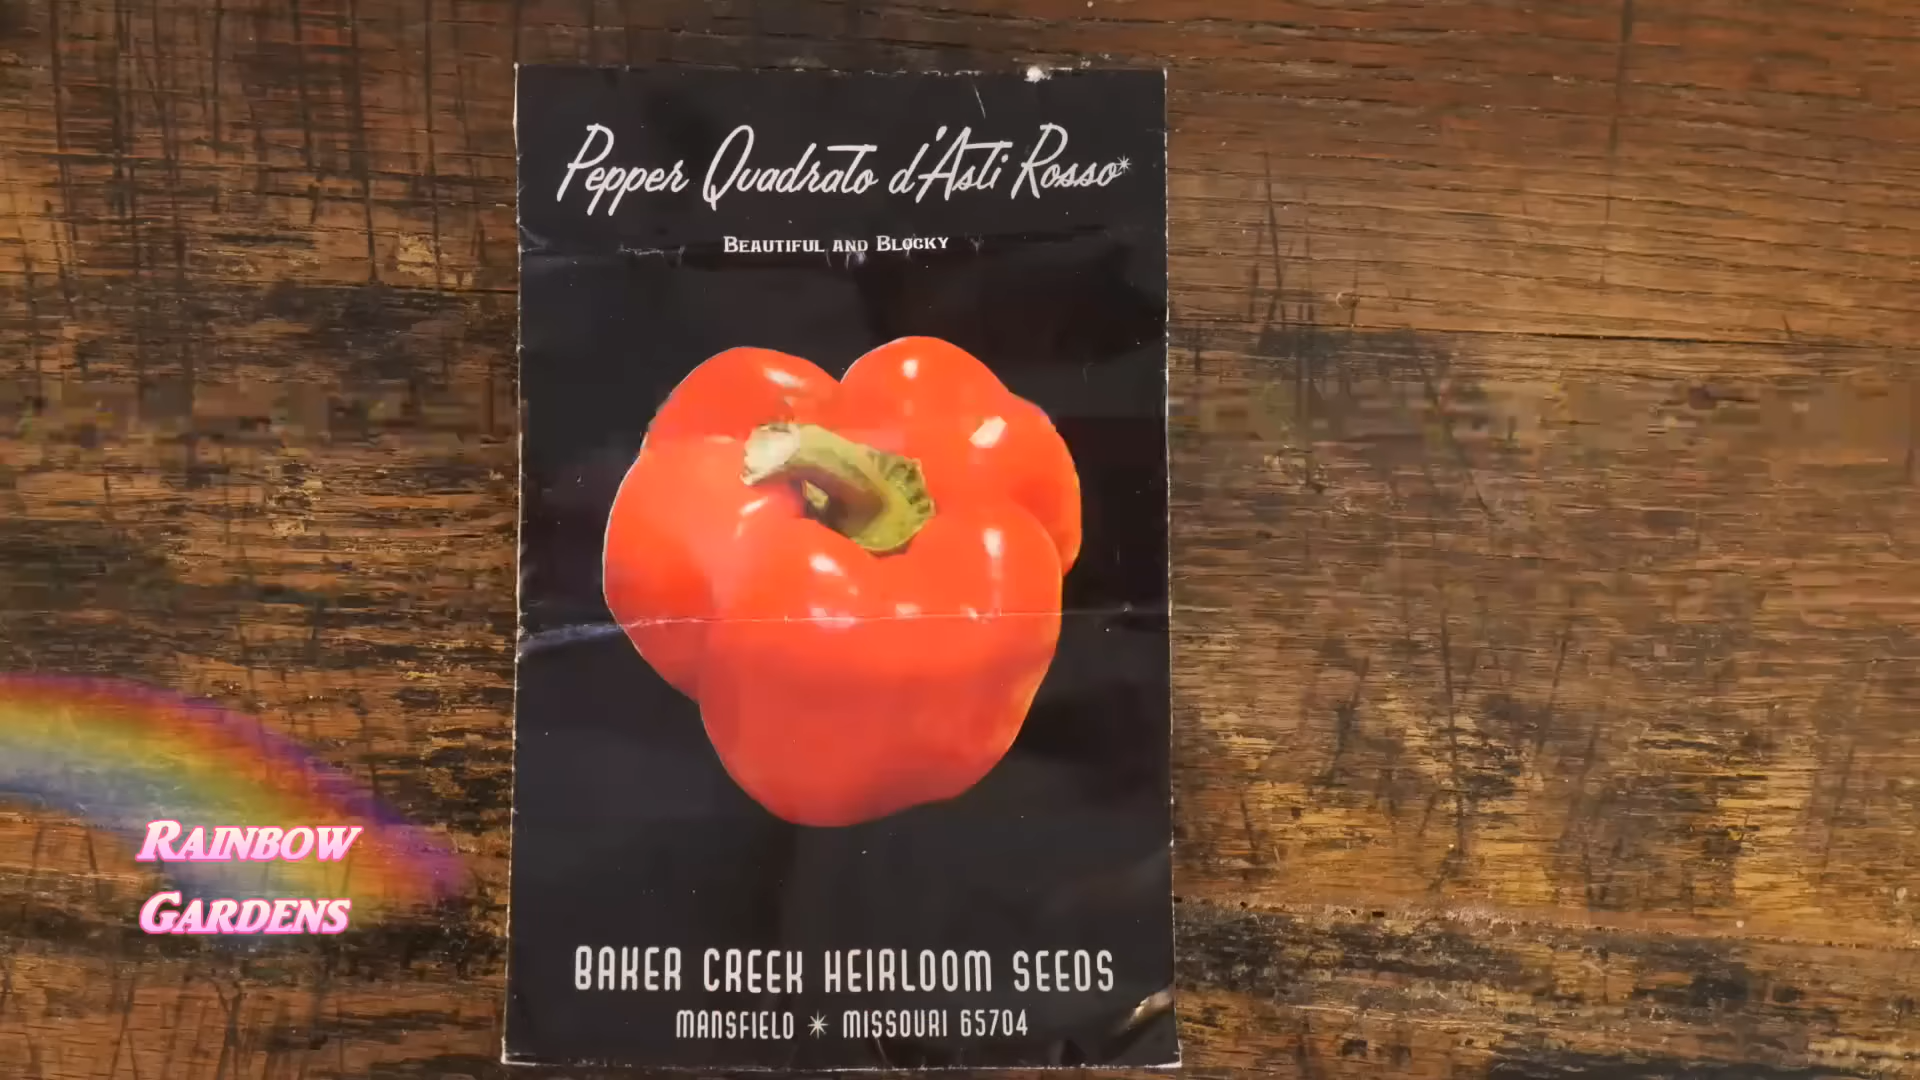 Pepper Quadrato d'Asti Rosso*
BEAUTIFUL AND BLOCKY
RAINBOW
GARDENS
BAKER CREEK HEIRLOOM SEEDS
MANSFIELD * MISSOURI 65704